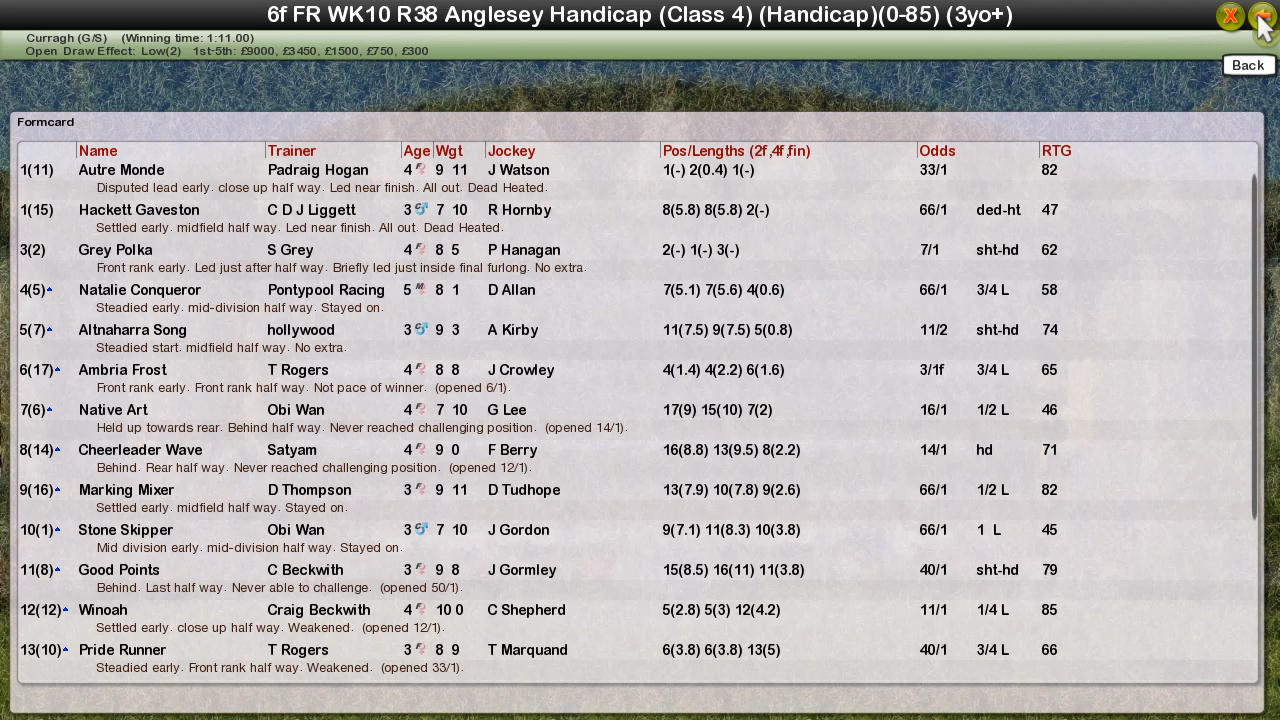 6f FR WK10 R38 Anglesey Handicap (Class 4) (Handicap)(0-85) (3yo+)
Curragh (G/S) (Winning time: 1:11.00)
Open Draw Effect: Low(2) 1st-5th: £9000, £3450, £1500, £750, £300
Back
Formcard
Name Trainer Age Wgt Jockey Pos/Lengths (2f,4f,fin) Odds RTG
1(11) Autre Monde Padraig Hogan 4 9 11 J Watson 1(-) 2(0.4) 1(-) 33/1 82
Disputed lead early. close up half way. Led near finish. All out. Dead Heated.
1(15) Hackett Gaveston C D J Liggett 3 7 10 R Hornby 8(5.8) 8(5.8) 2(-) 66/1 ded-ht 47
Settled early. midfield half way. Led near finish. All out. Dead Heated.
3(2) Grey Polka S Grey 4 8 5 P Hanagan 2(-) 1(-) 3(-) 7/1 sht-hd 62
Front rank early. Led just after half way. Briefly led just inside final furlong. No extra.
4(5) Natalie Conqueror Pontypool Racing 5 8 1 D Allan 7(5.1) 7(5.6) 4(0.6) 66/1 3/4 L 58
Steadied early. mid-division half way. Stayed on.
5(7) Altnaharra Song hollywood 3 9 3 A Kirby 11(7.5) 9(7.5) 5(0.8) 11/2 sht-hd 74
Steadied start. midfield half way. No extra.
6(17) Ambria Frost T Rogers 4 8 8 J Crowley 4(1.4) 4(2.2) 6(1.6) 3/1f 3/4 L 65
Front rank early. Front rank half way. Not pace of winner. (opened 6/1).
7(6) Native Art Obi Wan 4 7 10 G Lee 17(9) 15(10) 7(2) 16/1 1/2 L 46
Held up towards rear. Behind half way. Never reached challenging position. (opened 14/1).
8(14) Cheerleader Wave Satyam 4 9 0 F Berry 16(8.8) 13(9.5) 8(2.2) 14/1 hd 71
Behind. Rear half way. Never reached challenging position. (opened 12/1).
9(16) Marking Mixer D Thompson 3 9 11 D Tudhope 13(7.9) 10(7.8) 9(2.6) 66/1 1/2 L 82
Settled early. midfield half way. Stayed on.
10(1) Stone Skipper Obi Wan 3 7 10 J Gordon 9(7.1) 11(8.3) 10(3.8) 66/1 1 L 45
Mid division early. mid-division half way. Stayed on.
11(8) Good Points C Beckwith 3 9 8 J Gormley 15(8.5) 16(11) 11(3.8) 40/1 sht-hd 79
Behind. Last half way. Never able to challenge. (opened 50/1).
12(12) Winoah Craig Beckwith 4 10 0 C Shepherd 5(2.8) 5(3) 12(4.2) 11/1 1/4 L 85
Settled early. close up half way. Weakened. (opened 12/1).
13(10) Pride Runner T Rogers 3 8 9 T Marquand 6(3.8) 6(3.8) 13(5) 40/1 3/4 L 66
Steadied early. Front rank half way. Weakened. (opened 33/1).